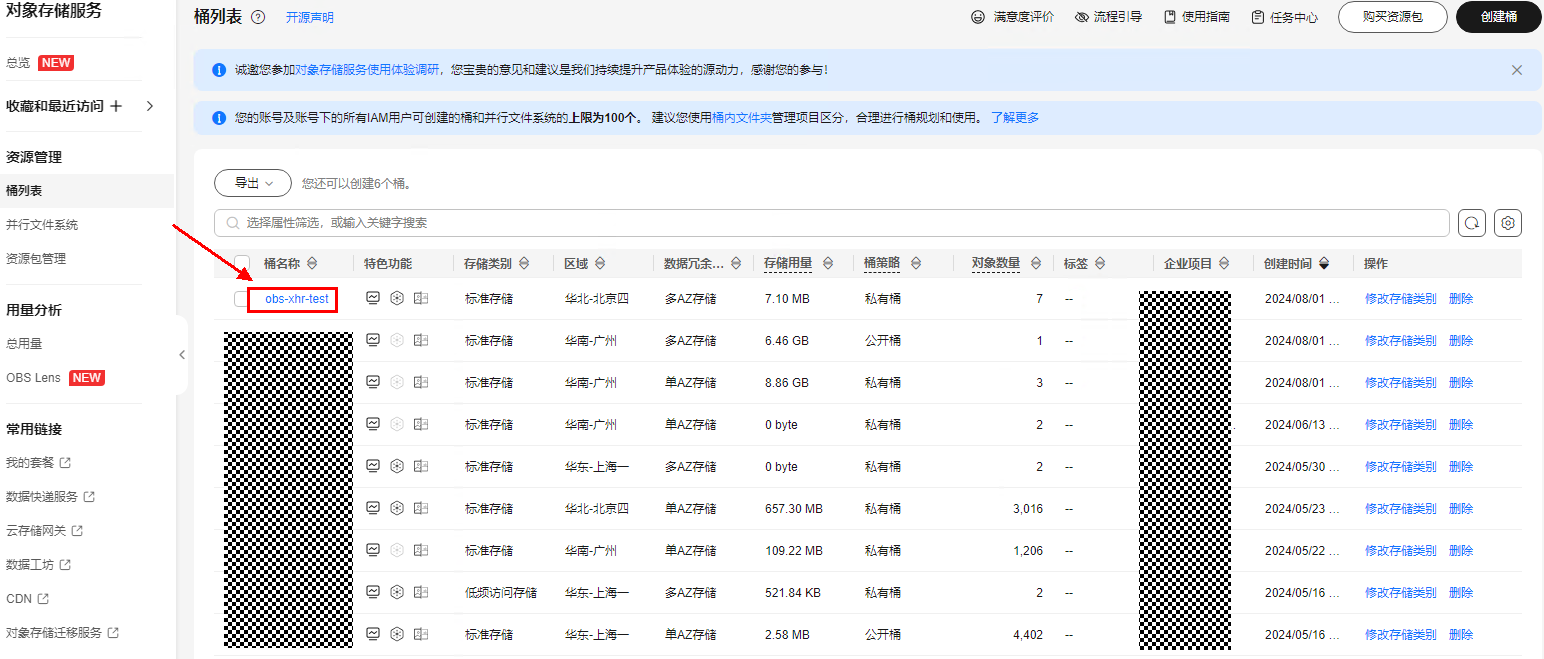 对象存储服务
总览 NEW
收藏和最近访问
资源管理
桶列表
并行文件系统
资源包管理
用量分析
总用量
OBS Lens NEW
常用链接
我的套餐
数据快递服务
云存储网关
数据工坊
CDN
对象存储迁移服务
桶列表 开源声明 满意度评价 流程引导 使用指南 任务中心 购买资源包 创建桶
诚邀您参加对象存储服务使用体验调研，您宝贵的意见和建议是我们持续提升产品体验的源动力，感谢您的参与！
您的账号及账号下的所有IAM用户可创建的桶和并行文件系统的上限为100个。 建议您使用桶内文件夹管理项目区分，合理进行桶规划和使用。 了解更多
导出 您还可以创建6个桶。
选择属性筛选，或输入关键字搜索
桶名称 特色功能 存储类别 区域 数据冗余... 存储用量 桶策略 对象数量 标签 企业项目 创建时间 操作
obs-xhr-test 标准存储 华北-北京四 多AZ存储 7.10 MB 私有桶 7 -- 2024/08/01 ... 修改存储类别 删除
标准存储 华南-广州 多AZ存储 6.46 GB 公开桶 1 -- 2024/08/01 ... 修改存储类别 删除
标准存储 华南-广州 单AZ存储 8.86 GB 私有桶 3 -- 2024/08/01 ... 修改存储类别 删除
标准存储 华南-广州 单AZ存储 0 byte 私有桶 2 -- 2024/06/13 ... 修改存储类别 删除
标准存储 华东-上海一 多AZ存储 0 byte 私有桶 2 -- 2024/05/30 ... 修改存储类别 删除
标准存储 华北-北京四 单AZ存储 657.30 MB 私有桶 3,016 -- 2024/05/23 ... 修改存储类别 删除
标准存储 华南-广州 单AZ存储 109.22 MB 私有桶 1,206 -- 2024/05/22 ... 修改存储类别 删除
低频访问存储 华东-上海一 多AZ存储 521.84 KB 私有桶 2 -- 2024/05/16 ... 修改存储类别 删除
标准存储 华东-上海一 单AZ存储 2.58 MB 公开桶 4,402 -- 2024/05/16 ... 修改存储类别 删除